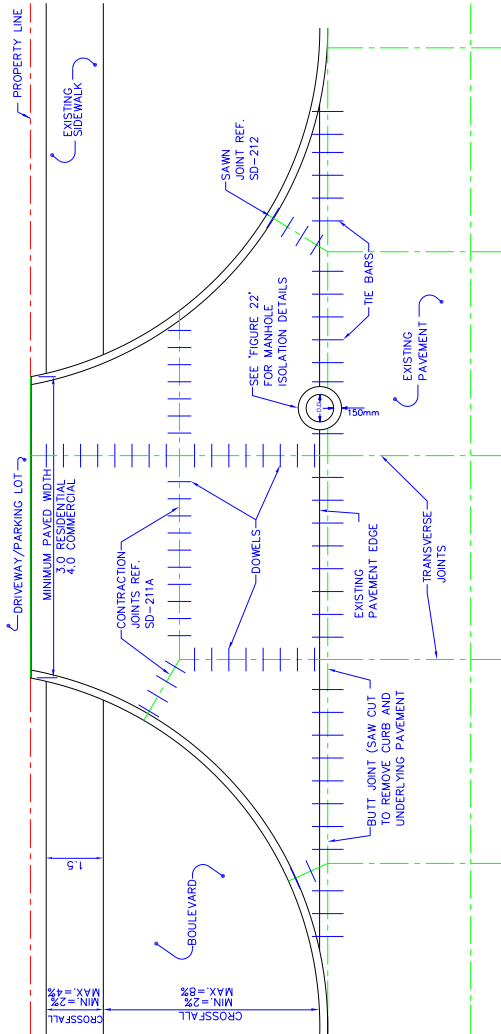 PROPERTY LINE
EXISTING
SIDEWALK
SAWN
JOINT REF.
SD-212
DRIVEWAY/PARKING LOT
MINIMUM PAVED WIDTH
3.0 RESIDENTIAL
4.0 COMMERCIAL
SEE "FIGURE 22"
FOR MANHOLE
ISOLATION DETAILS
TIE BARS
EXISTING
PAVEMENT
150mm
CONTRACTION
JOINTS REF.
SD-211A
DOWELS
EXISTING
PAVEMENT EDGE
TRANSVERSE
JOINTS
BUTT JOINT (SAW CUT
TO REMOVE CURB AND
UNDERLYING PAVEMENT
1.5
BOULEVARD
CROSSFALL
MIN.=2%
MAX.=4%
CROSSFALL
MIN.=2%
MAX.=8%